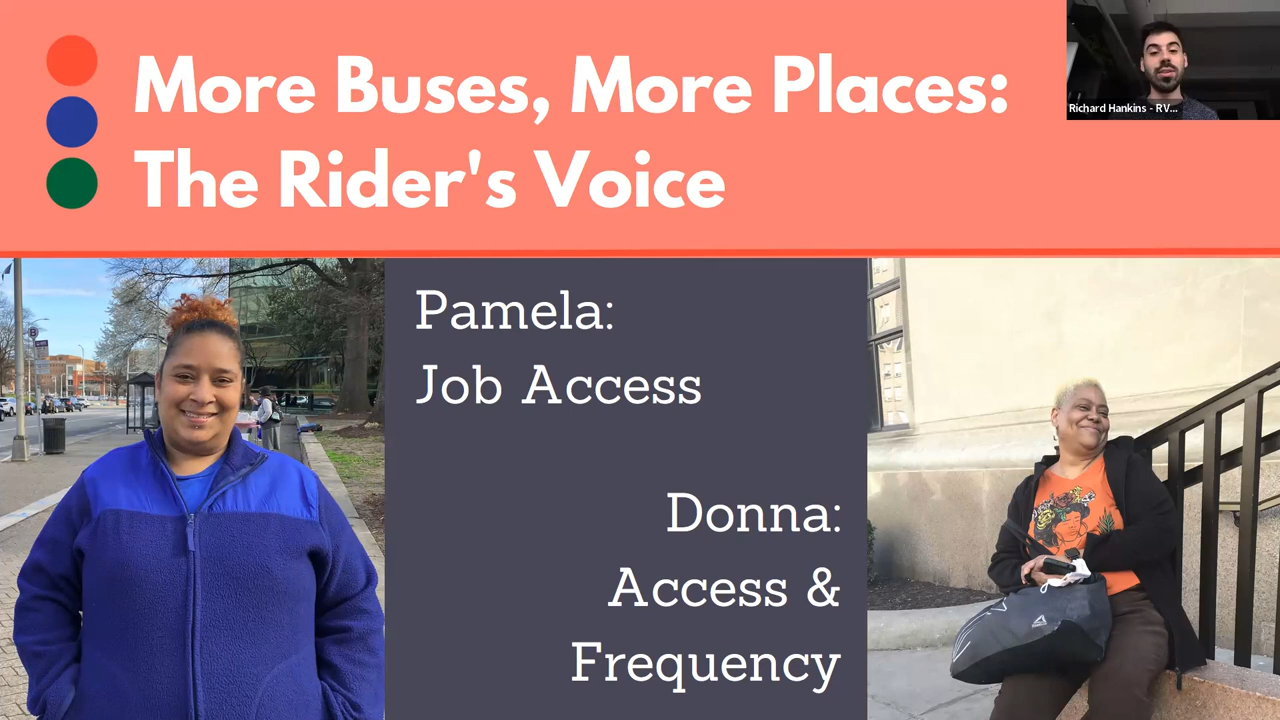 More Buses, More Places:
The Rider's Voice
Richard Hankins - RV...
Pamela:
Job Access
Donna:
Access &
Frequency